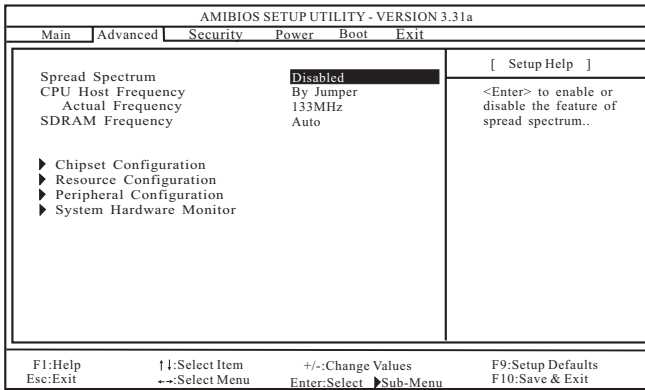 AMIBIOS SETUP UTILITY - VERSION 3.31a
Main Advanced Security Power Boot Exit
Spread Spectrum Disabled
CPU Host Frequency By Jumper
Actual Frequency 133MHz
SDRAM Frequency Auto
▶ Chipset Configuration
▶ Resource Configuration
▶ Peripheral Configuration
▶ System Hardware Monitor
[ Setup Help ]
<Enter> to enable or
disable the feature of
spread spectrum..
F1:Help ↑↓:Select Item +/-:Change Values F9:Setup Defaults
Esc:Exit ←→:Select Menu Enter:Select ▶Sub-Menu F10:Save & Exit